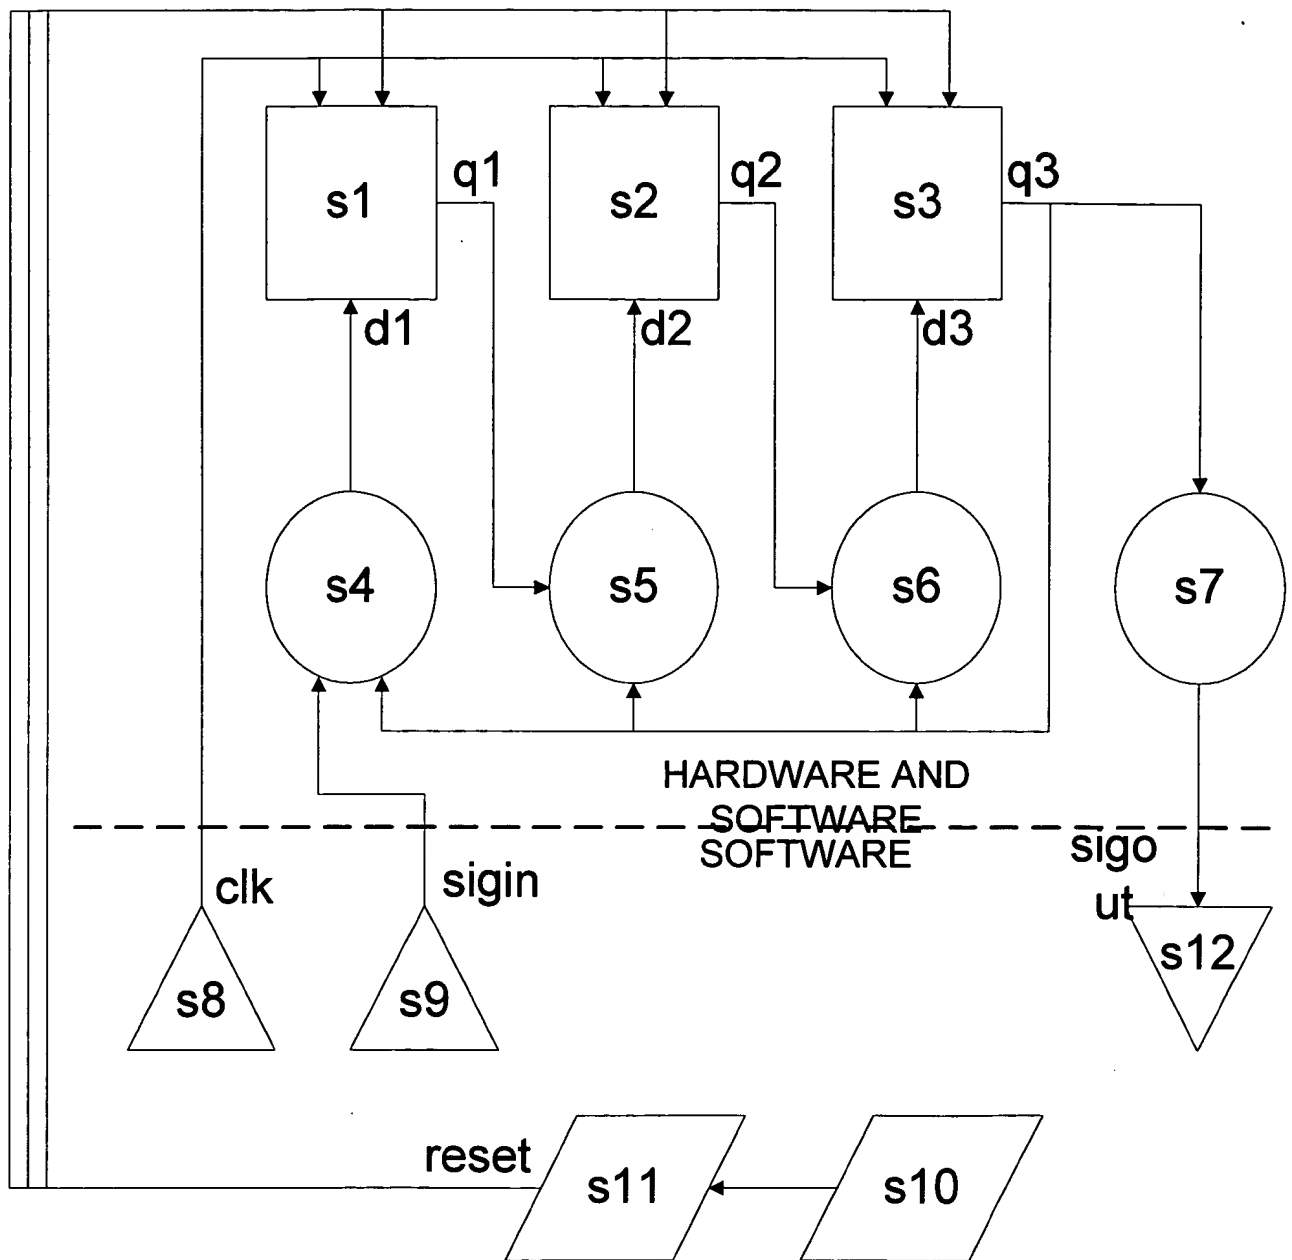 s1
q1
s2
q2
s3
q3
d1
d2
d3
s4
s5
s6
s7
HARDWARE AND
SOFTWARE
SOFTWARE
clk
sigin
sigo
ut
s8
s9
s12
reset
s11
s10